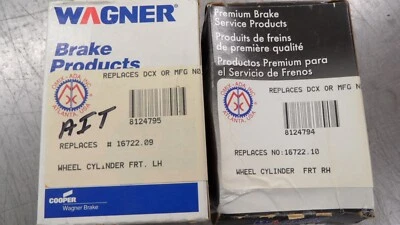 WAGNER
Brake
Products
REPLACES DCX OR MFG NO
AIT
8124795
REPLACES # 16722.09
WHEEL CYLINDER FRT. LH
COOPER
Wagner Brake
Premium Brake
Service Products
Produits de freins
de première qualité
Productos Premium para
el Servicio de Frenos
REPLACES DCX OR MFG N
8124794
REPLACES NO:16722.10
WHEEL CYLINDER FRT RH